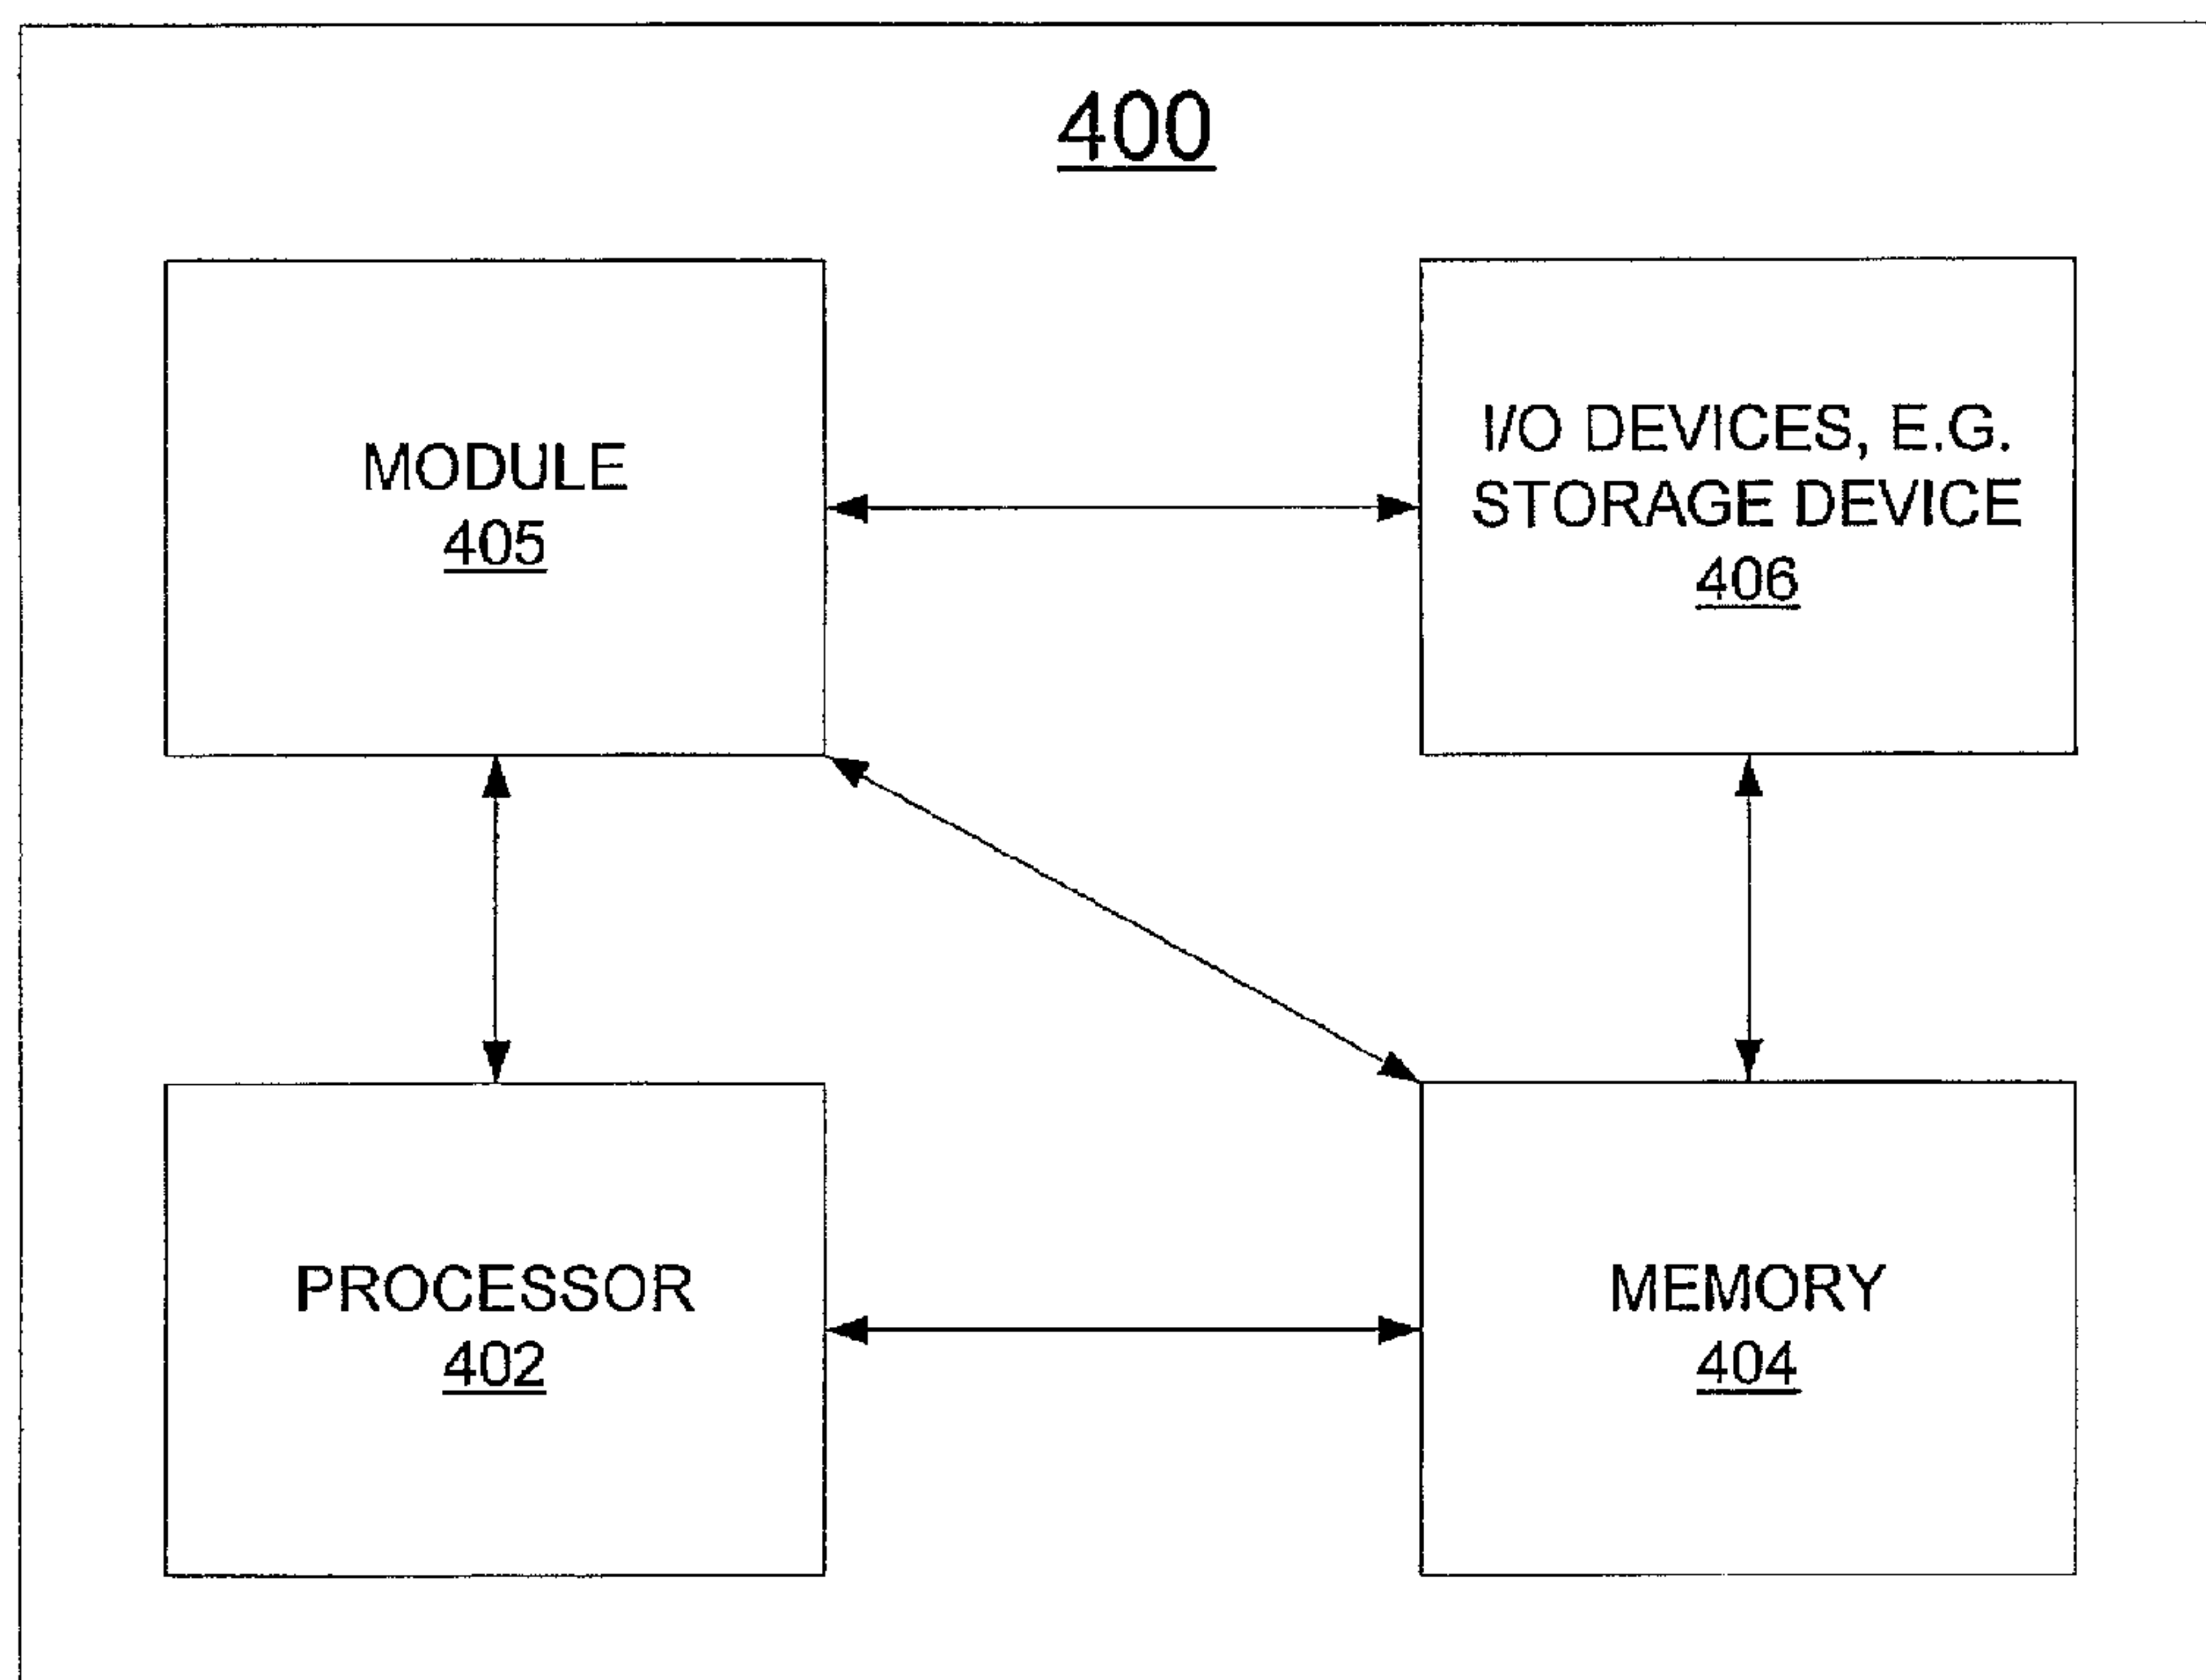 400
MODULE
405
I/O DEVICES, E.G.
STORAGE DEVICE
406
PROCESSOR
402
MEMORY
404